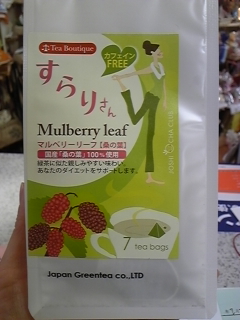 Tea Boutique
カフェイン
FREE
すらりさん
Mulberry leaf
マルベリーリーフ【桑の葉】
国産「桑の葉」100%使用
緑茶に似た親しみやすい味わい。
あなたのダイエットをサポートします。
7 tea bags
Japan Greentea co.,LTD